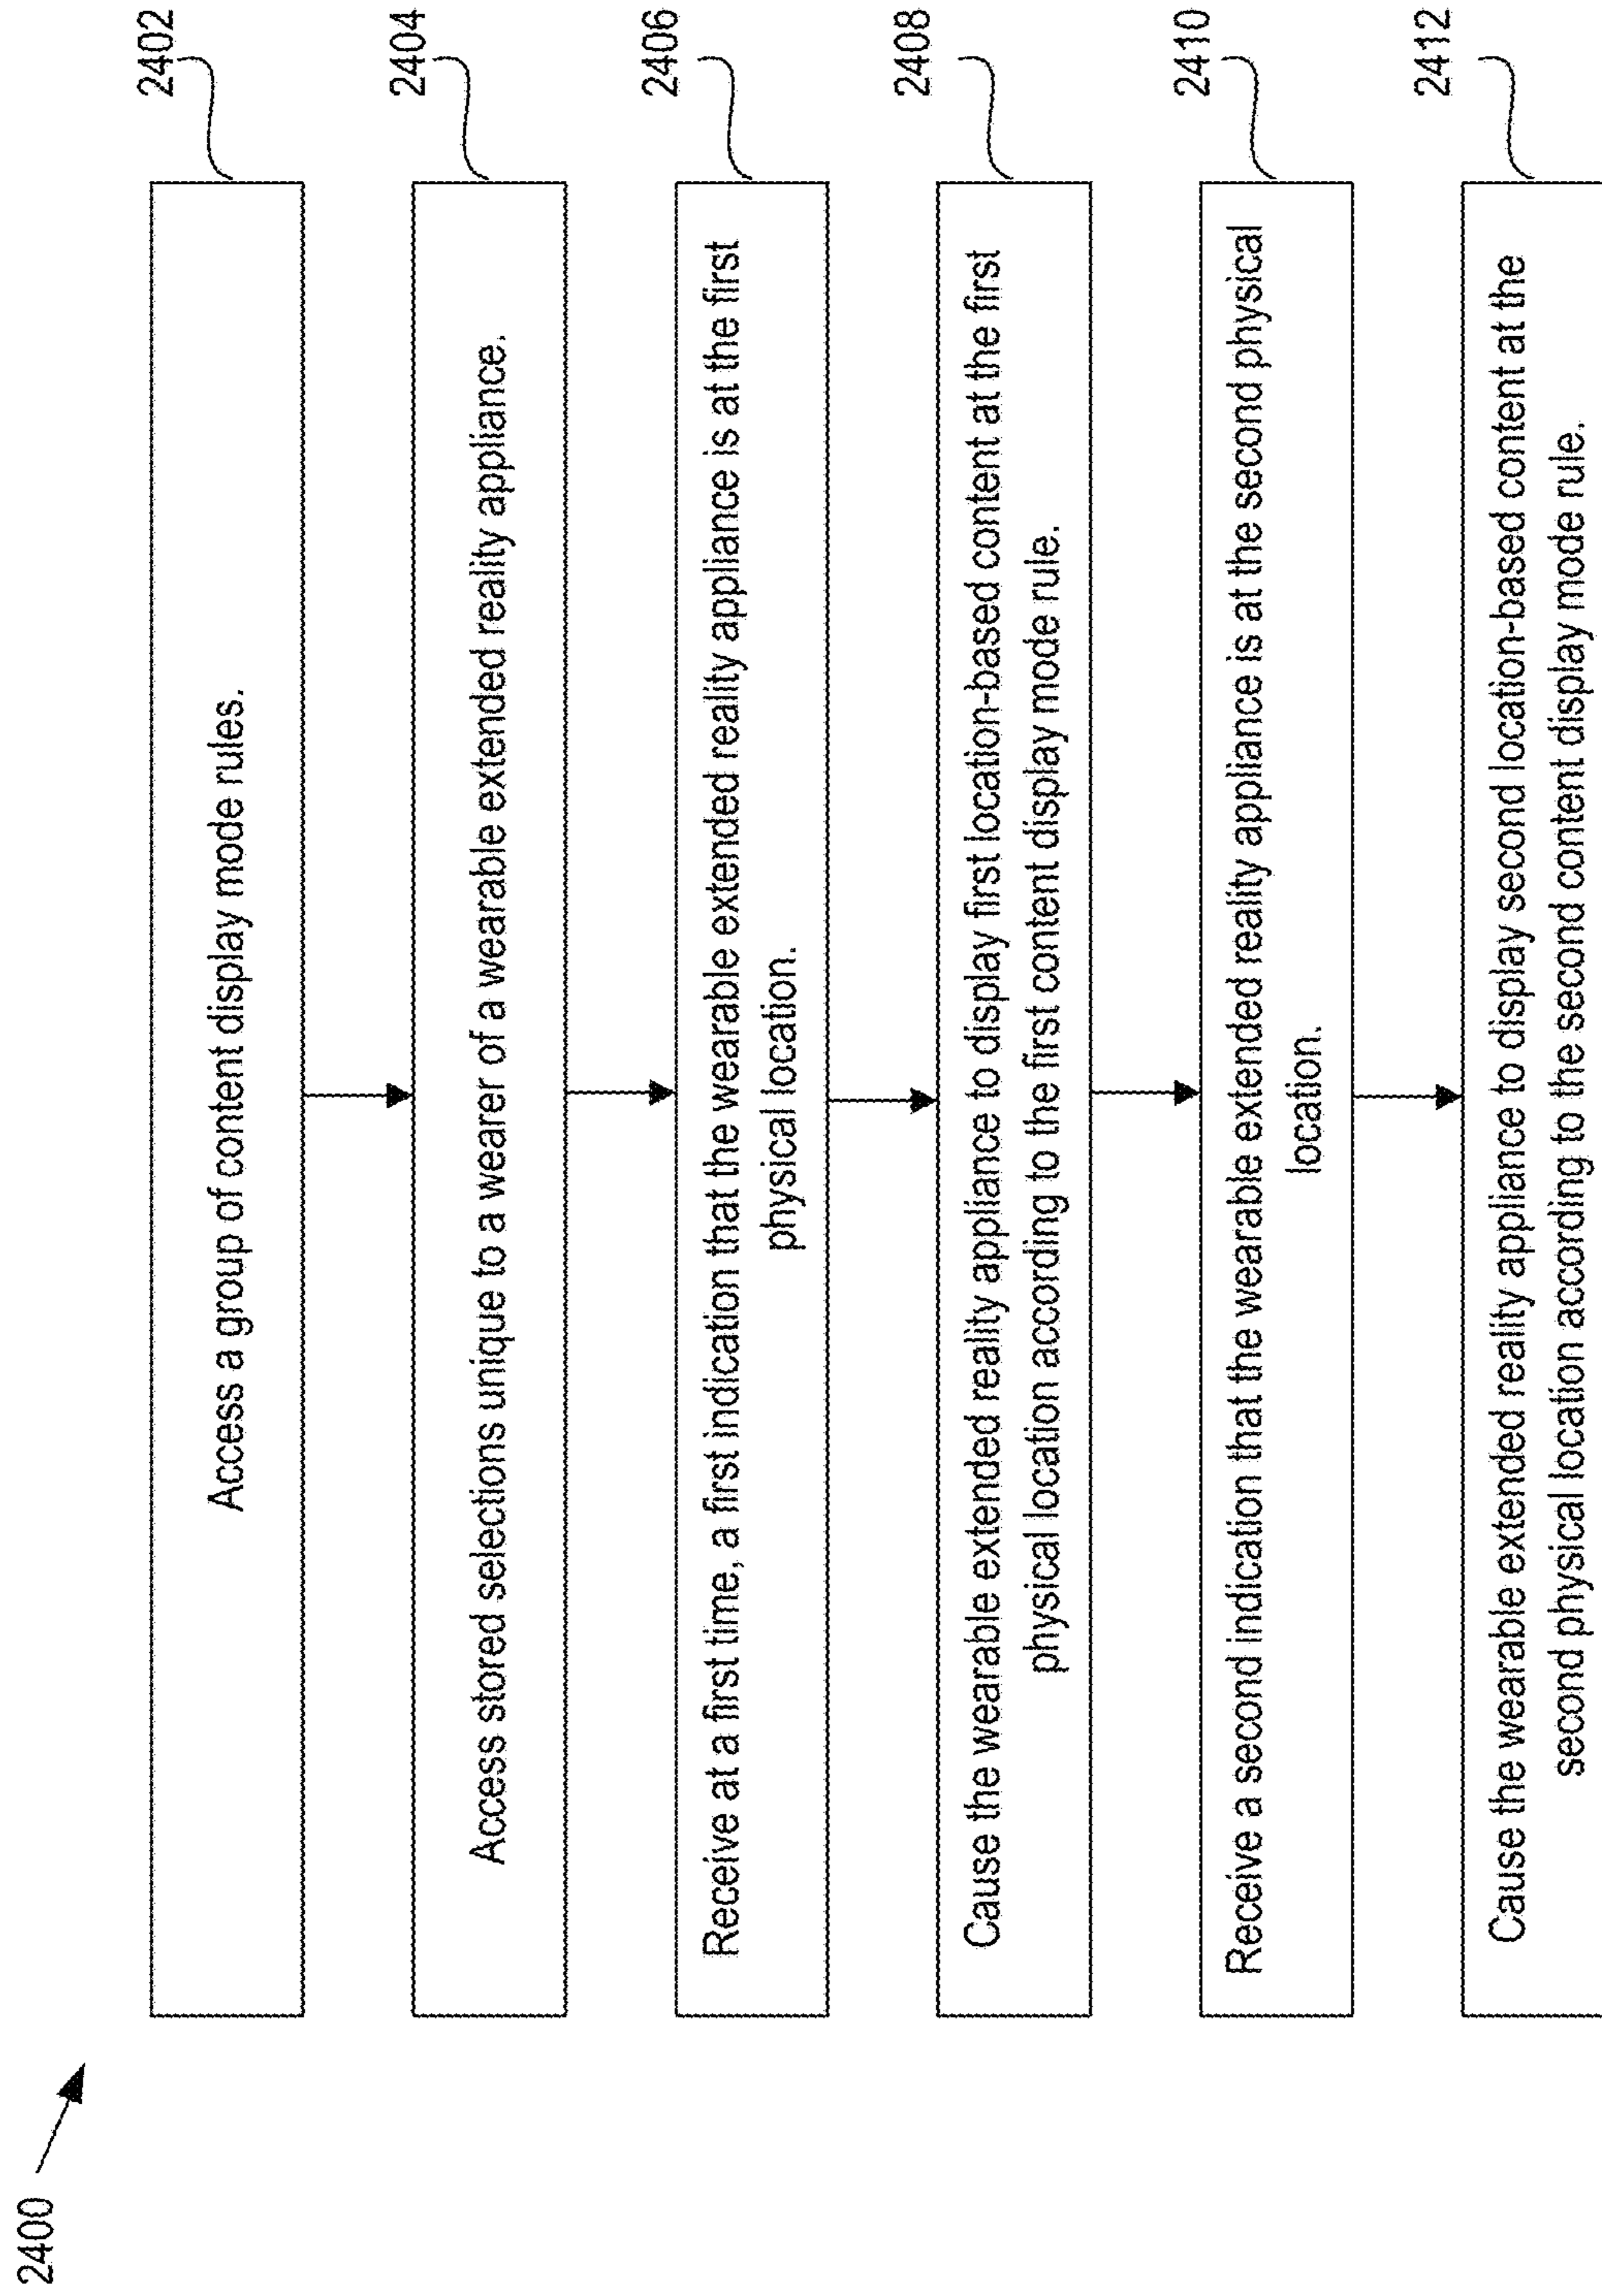 2400
2402
Access a group of content display mode rules.
2404
Access stored selections unique to a wearer of a wearable extended reality appliance.
2406
Receive at a first time, a first indication that the wearable extended reality appliance is at the first
physical location.
2408
Cause the wearable extended reality appliance to display first location-based content at the first
physical location according to the first content display mode rule.
2410
Receive a second indication that the wearable extended reality appliance is at the second physical
location.
2412
Cause the wearable extended reality appliance to display second location-based content at the
second physical location according to the second content display mode rule.